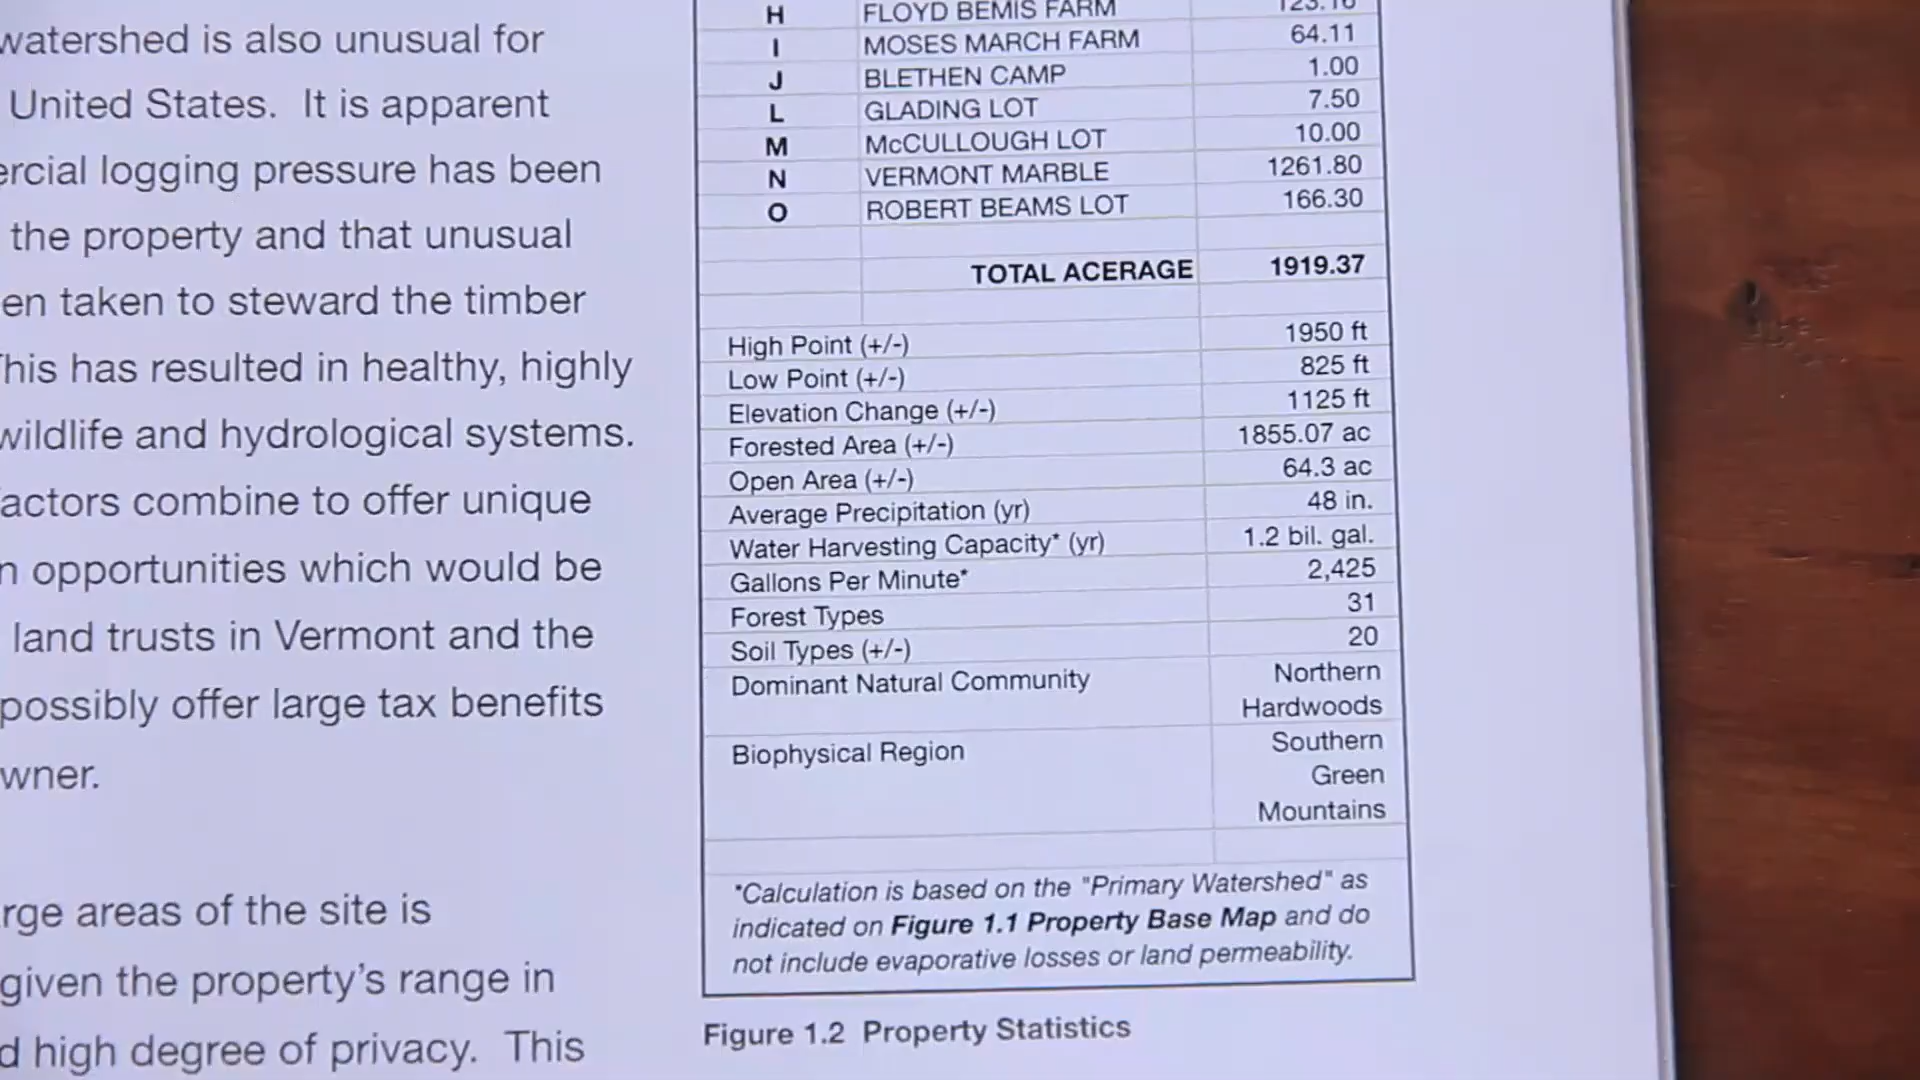 watershed is also unusual for
United States. It is apparent
logging pressure has been
the property and that unusual
taken to steward the timber
This has resulted in healthy, highly
wildlife and hydrological systems.
combine to offer unique
opportunities which would be
land trusts in Vermont and the
possibly offer large tax benefits
areas of the site is
given the property's range in
high degree of privacy. This
H FLOYD BEMIS FARM 123.16
I MOSES MARCH FARM 64.11
J BLETHEN CAMP 1.00
L GLADING LOT 7.50
M McCULLOUGH LOT 10.00
N VERMONT MARBLE 1261.80
O ROBERT BEAMS LOT 166.30
TOTAL ACERAGE 1919.37
High Point (+/-) 1950 ft
Low Point (+/-) 825 ft
Elevation Change (+/-) 1125 ft
Forested Area (+/-) 1855.07 ac
Open Area (+/-) 64.3 ac
Average Precipitation (yr) 48 in.
Water Harvesting Capacity* (yr) 1.2 bil. gal.
Gallons Per Minute* 2,425
Forest Types 31
Soil Types (+/-) 20
Dominant Natural Community Northern
Hardwoods
Biophysical Region Southern
Green
Mountains
*Calculation is based on the "Primary Watershed" as
indicated on Figure 1.1 Property Base Map and do
not include evaporative losses or land permeability.
Figure 1.2 Property Statistics